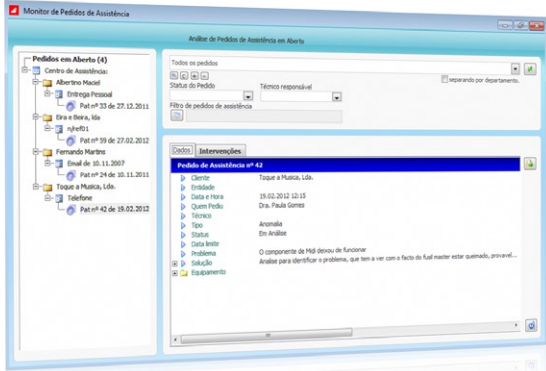 Monitor de Pedidos de Assistência
Análise de Pedidos de Assistência em Aberto
Pedidos em Aberto (4)
Centro de Assistência:
Albertino Maciel
Entrega Pessoal
Pat nº 33 de 27.12.2011
Eira e Beira, lda
n/ref01
Pat nº 39 de 27.02.2012
Fernando Martins
Email de 10.11.2007
Pat nº 24 de 10.11.2011
Toque a Musica, Lda.
Telefone
Pat nº 42 de 19.02.2012
Todos os pedidos
separando por departamento.
Status do Pedido
Técnico responsável
Filtro de pedidos de assistência
Dados Intervenções
Pedido de Assistência nº 42
Cliente Toque a Musica, Lda.
Entidade
Data e Hora 19.02.2012 12:15
Quem Pediu Dra. Paula Gomes
Técnico
Tipo Anomalia
Status Em Análise
Data limite
Problema O componente de Midi deixou de funcionar
Solução Analise para identificar o problema, que tem a ver com o facto do fusil master estar queimado, provavel...
Equipamento